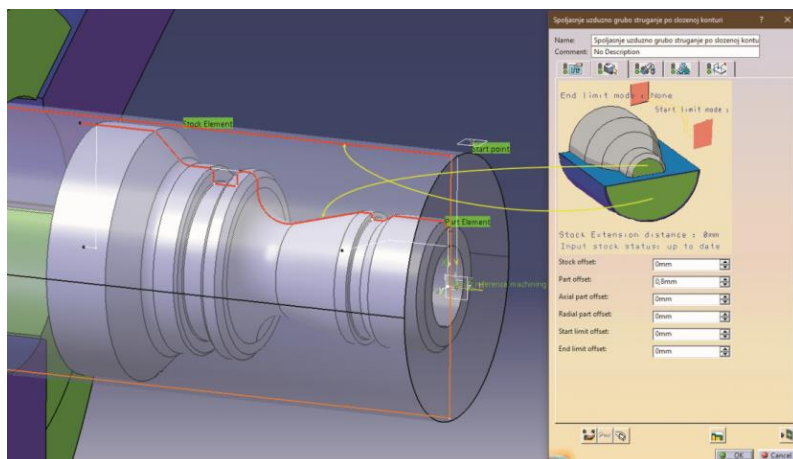 Spoljasnje uzduzno grubo struganje po slozenoj konturi
Name: Spoljasnje uzduzno grubo struganje po slozenoj kontu
Comment: No Description
End limit mode : None
Start limit mode :
Stock Element
Start point
Part Element
reference machining
Stock Extension distance : 0mm
Input stock status: up to date
Stock offset: 0mm
Part offset: 0,8mm
Axial part offset: 0mm
Radial part offset: 0mm
Start limit offset: 0mm
End limit offset: 0mm
OK Cancel